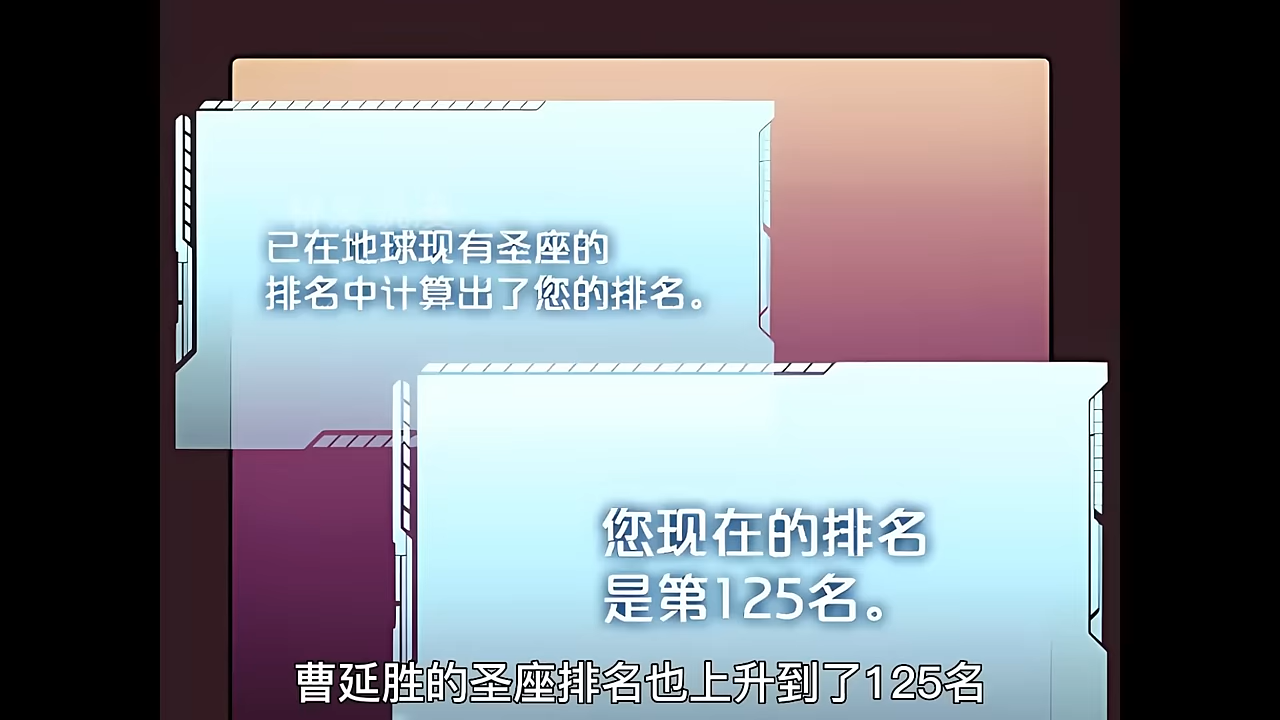 已在地球现有圣座的
排名中计算出了您的排名。
您现在的排名
是第125名。
曹延胜的圣座排名也上升到了125名